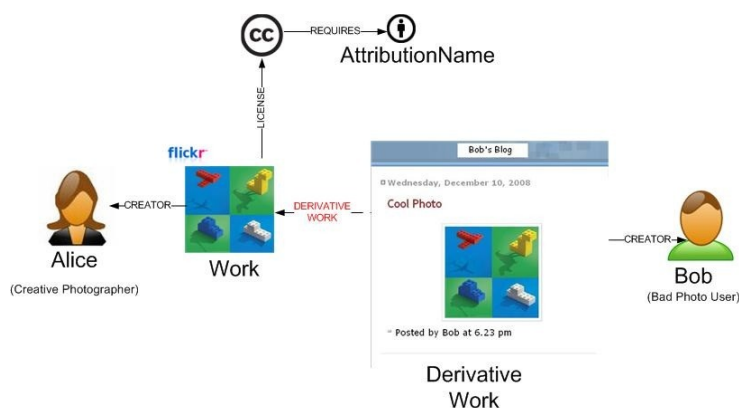 cc
REQUIRES
AttributionName
LICENSE
flickr
CREATOR
Alice
(Creative Photographer)
Work
DERIVATIVE
WORK
Bob's Blog
Wednesday, December 10, 2008
Cool Photo
Posted by Bob at 6.23 pm
Derivative
Work
CREATOR
Bob
(Bad Photo User)